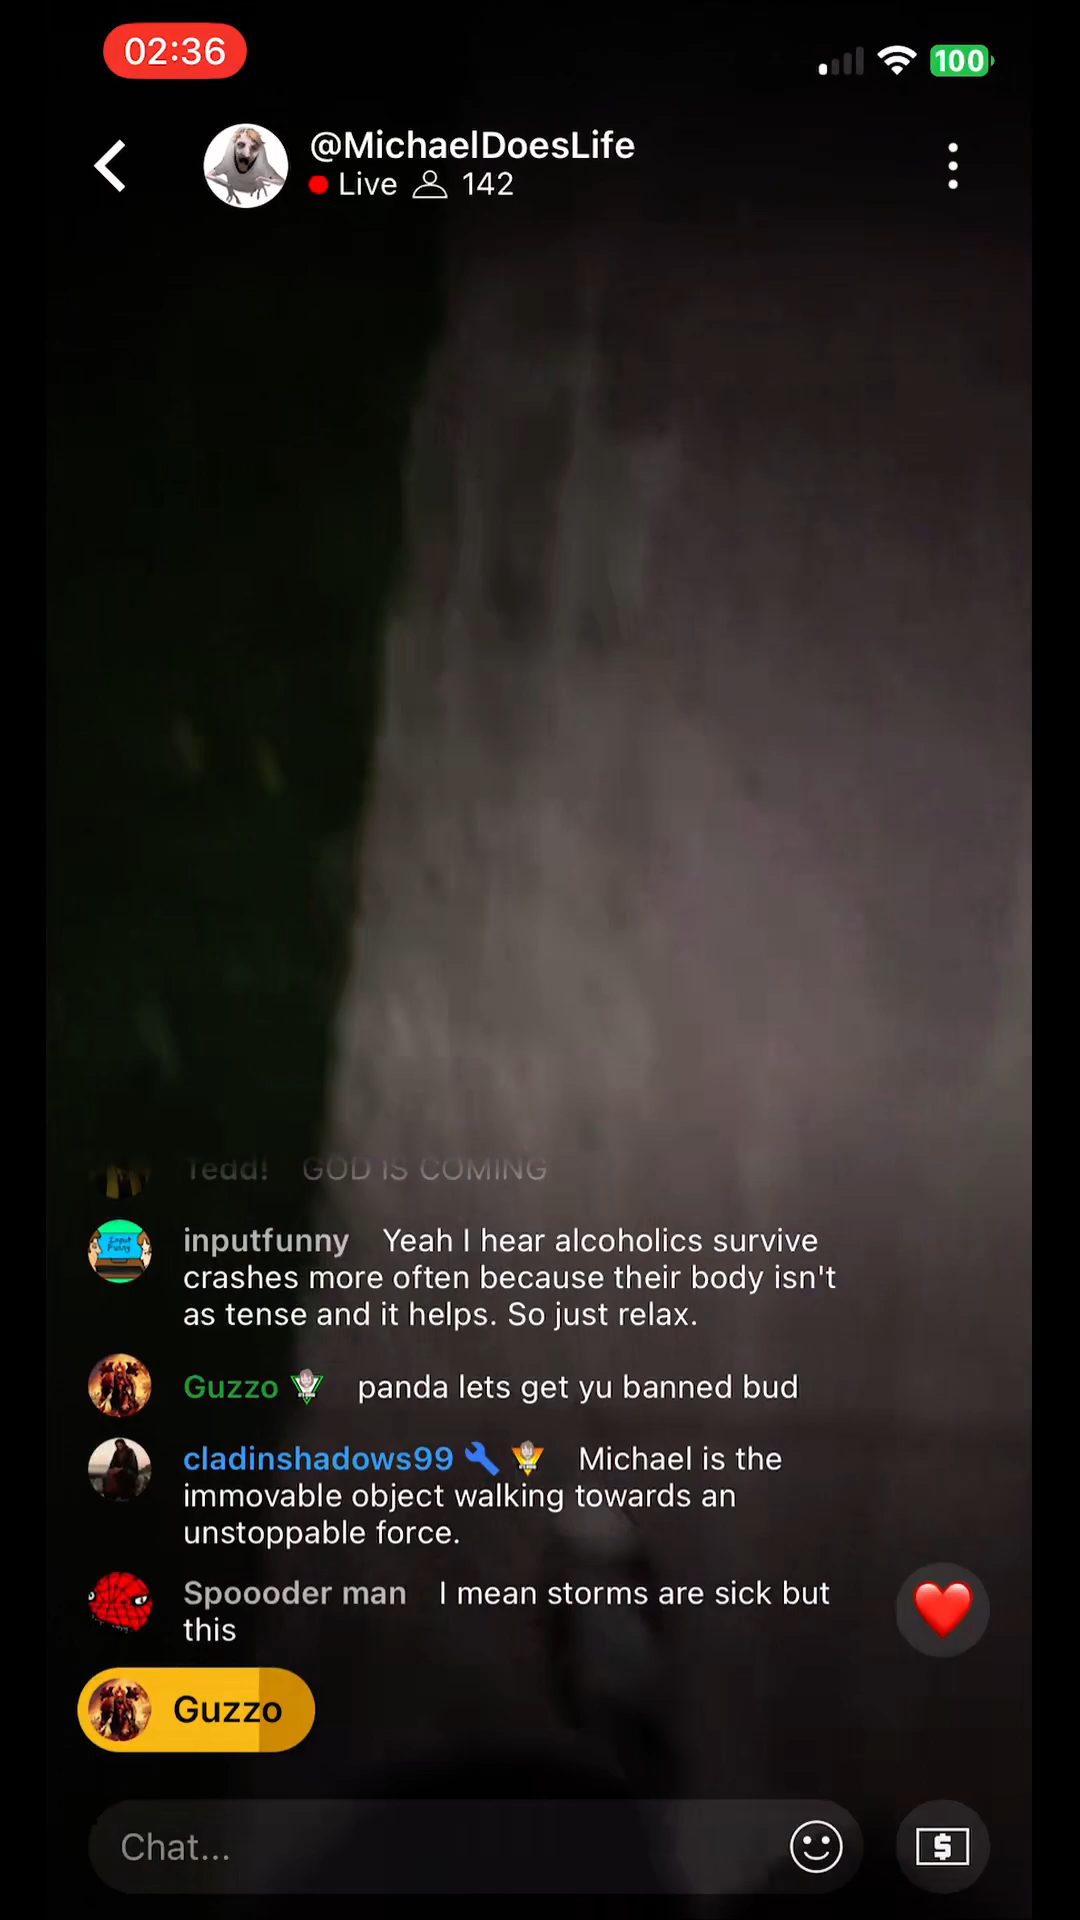 02:36
100
@MichaelDoesLife
Live 142
Tedd! GOD IS COMING
Input
Funny
inputfunny Yeah I hear alcoholics survive
crashes more often because their body isn't
as tense and it helps. So just relax.
Guzzo panda lets get yu banned bud
cladinshadows99 Michael is the
immovable object walking towards an
unstoppable force.
Spoooder man I mean storms are sick but
this
Guzzo
Chat...
$